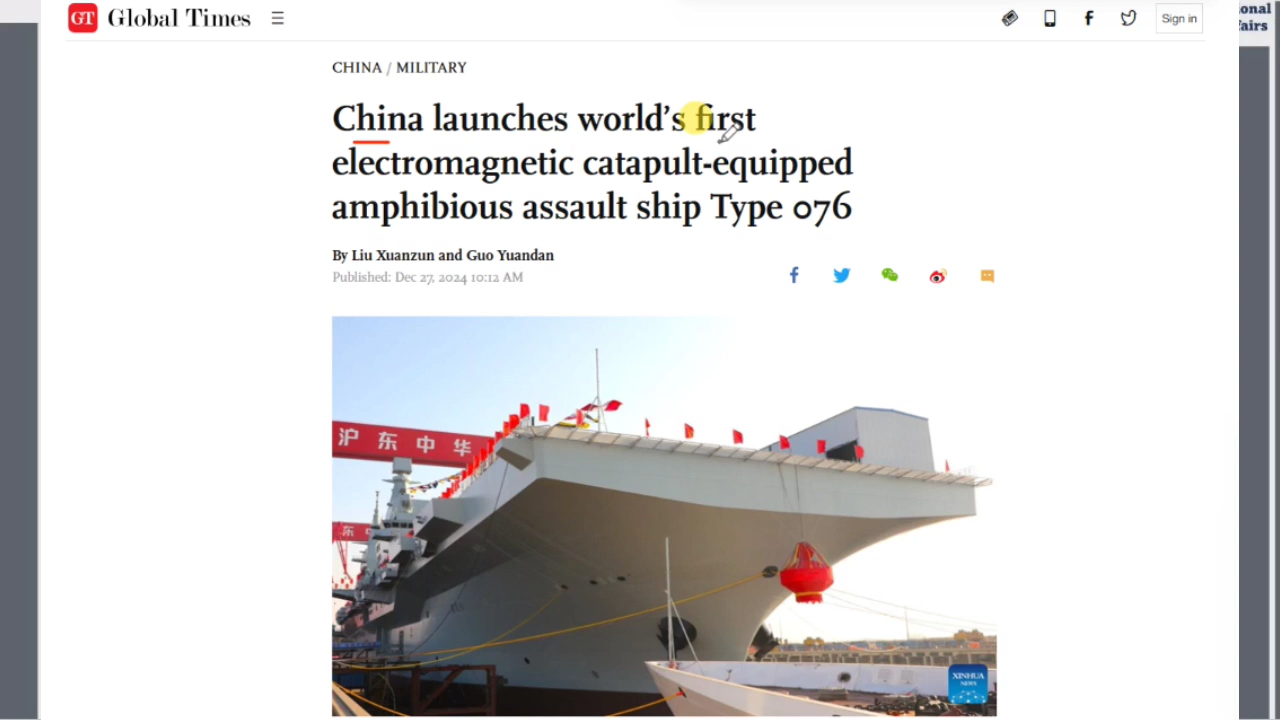 GT Global Times
Sign in
onal
fairs
CHINA / MILITARY
China launches world's first
electromagnetic catapult-equipped
amphibious assault ship Type 076
By Liu Xuanzun and Guo Yuandan
Published: Dec 27, 2024 10:12 AM
沪东中华
东
XINHUA
NEWS